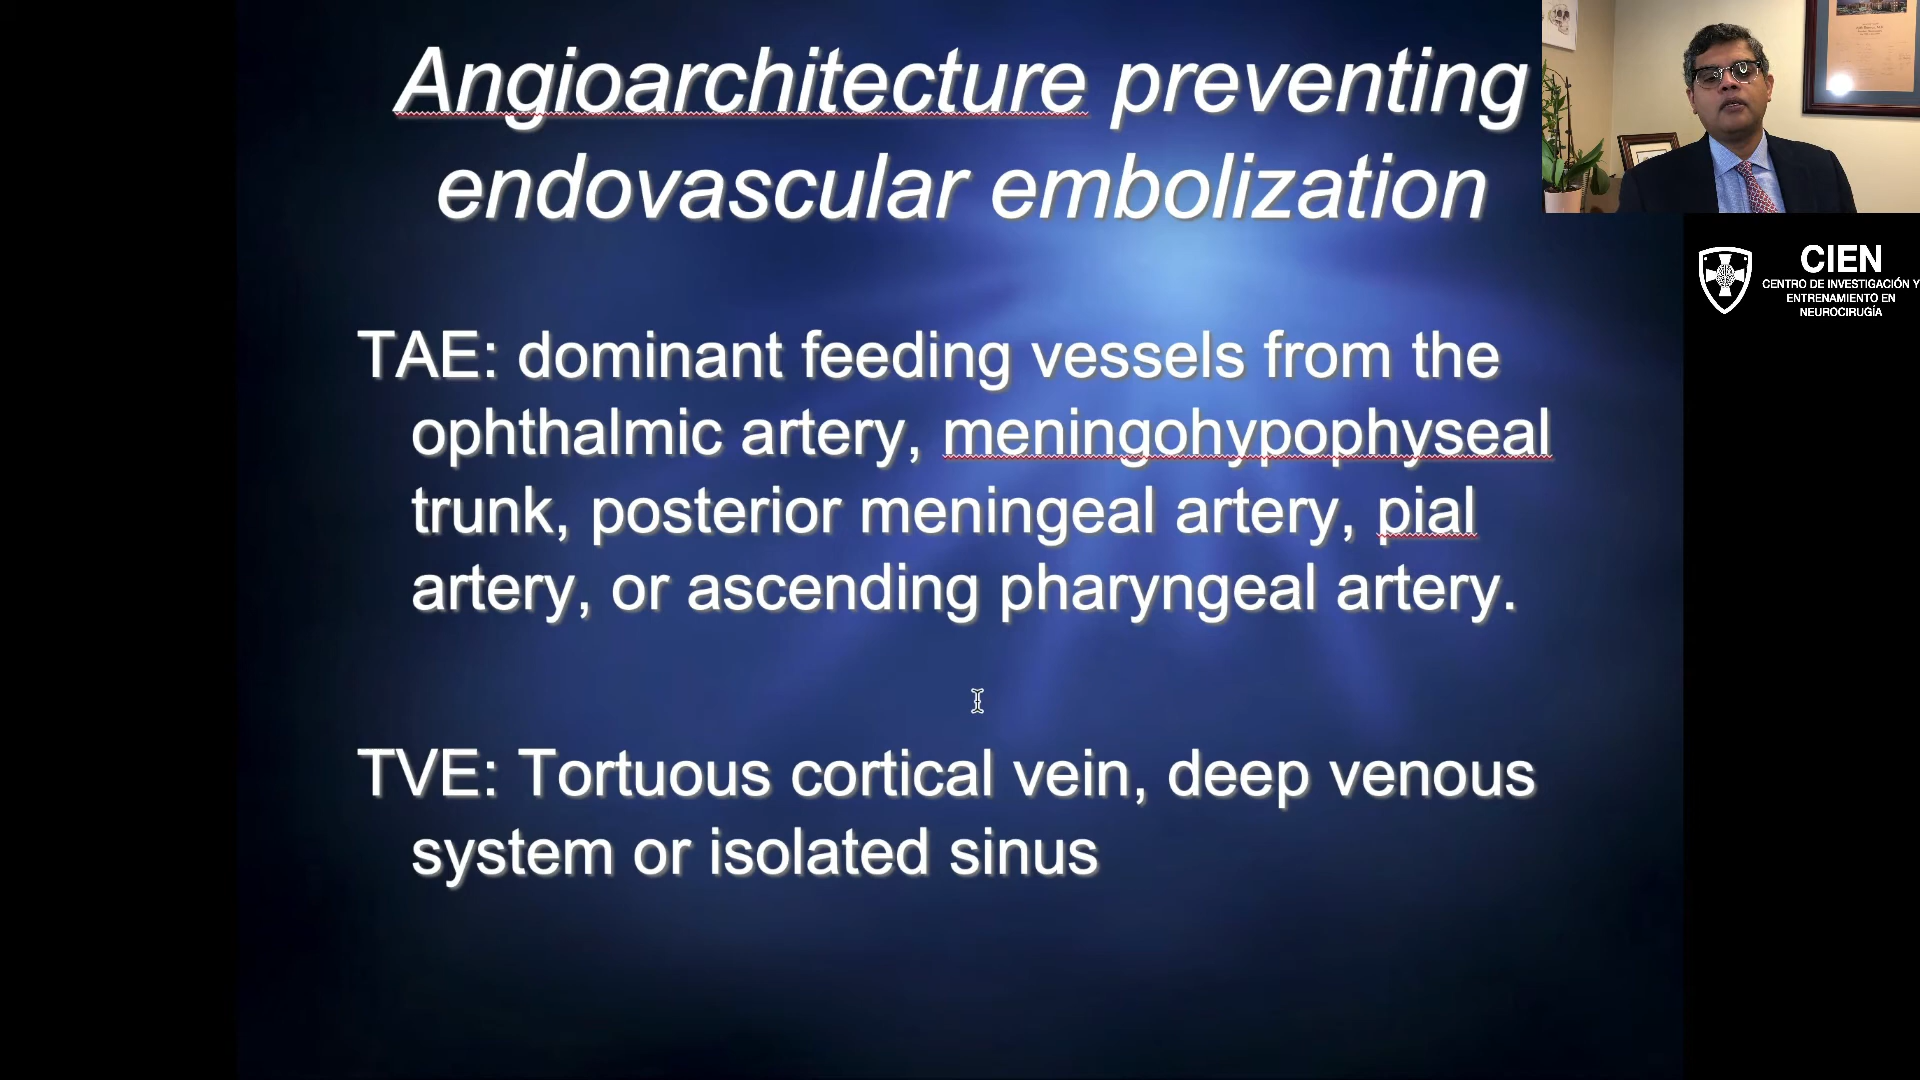 Angioarchitecture preventing
endovascular embolization
TAE: dominant feeding vessels from the
ophthalmic artery, meningohypophyseal
trunk, posterior meningeal artery, pial
artery, or ascending pharyngeal artery.
TVE: Tortuous cortical vein, deep venous
system or isolated sinus
CIEN
CENTRO DE INVESTIGACIÓN Y
ENTRENAMIENTO EN
NEUROCIRUGÍA